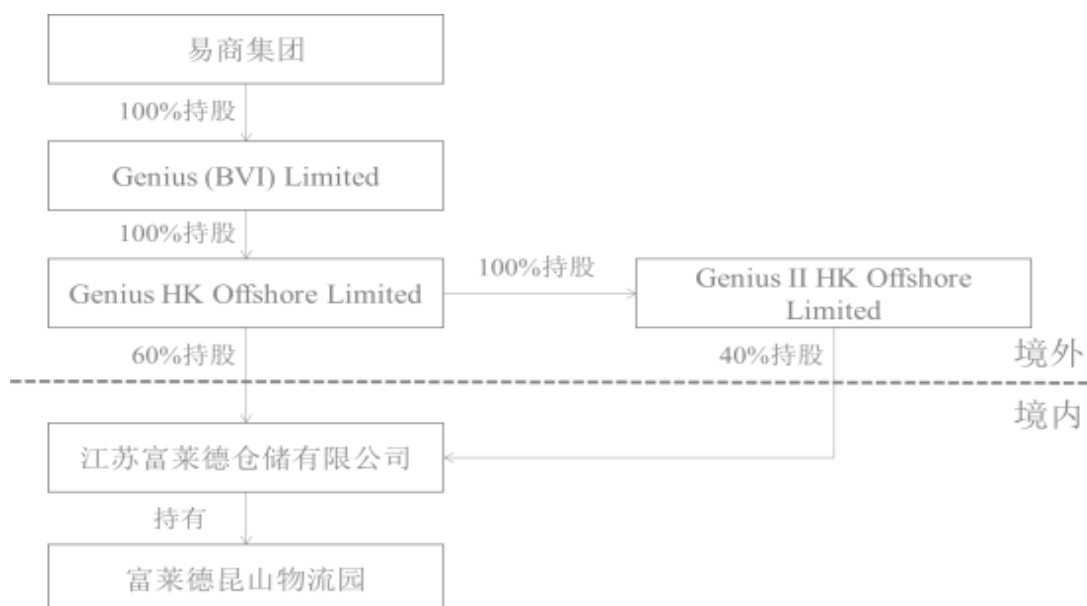 易商集团
100%持股
Genius (BVI) Limited
100%持股
Genius HK Offshore Limited
100%持股
Genius II HK Offshore
Limited
60%持股
40%持股
境外
境内
江苏富莱德仓储有限公司
持有
富莱德昆山物流园